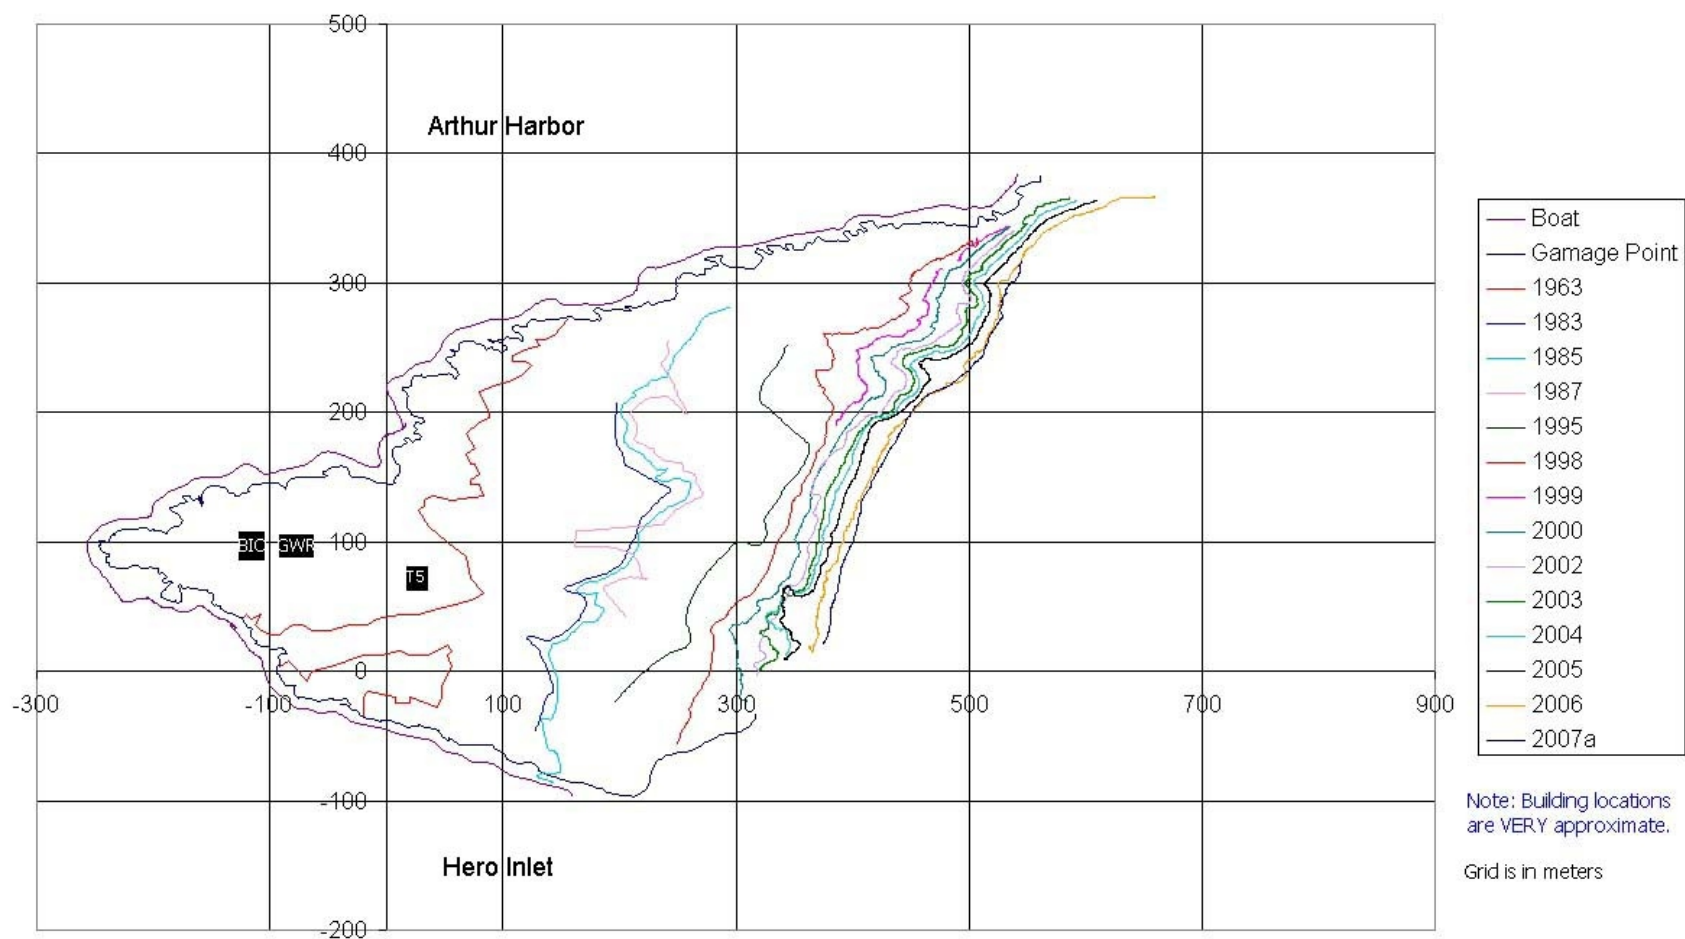 500
Arthur Harbor
400
300
200
100
BIO GWR
T5
0
-300 -100 100 300 500 700 900
-100
Hero Inlet
-200
Boat
Gamage Point
1963
1983
1985
1987
1995
1998
1999
2000
2002
2003
2004
2005
2006
2007a
Note: Building locations
are VERY approximate.
Grid is in meters